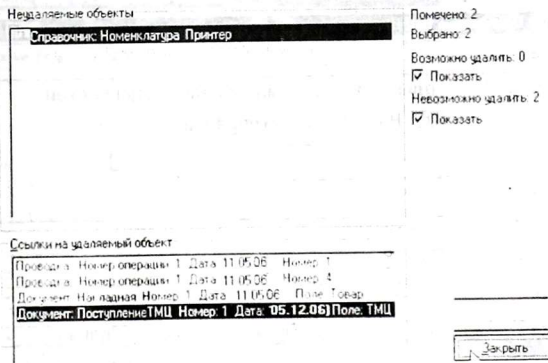 Неудаляемые объекты
Справочник: Номенклатура Принтер
Помечено: 2
Выбрано: 2
Возможно удалить: 0
Показать
Невозможно удалить: 2
Показать
Ссылки на удаляемый объект
Проводка Номер операции 1 Дата 11.05.06 Номер 1
Проводка Номер операции 1 Дата 11.05.06 Номер 4
Документ Накладная Номер 1 Дата 11.05.06 Поле Товар
Документ: ПоступлениеТМЦ Номер: 1 Дата: 05.12.06) Поле: ТМЦ
Закрыть